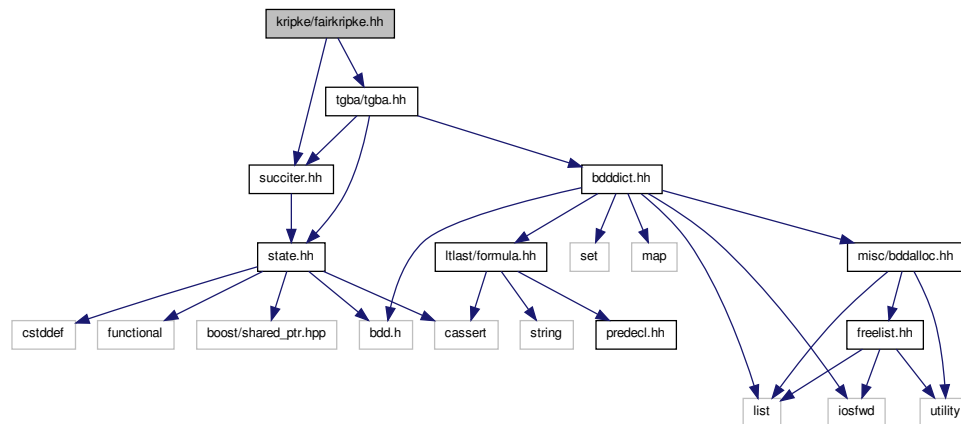 kripke/fairkripke.hh
tgba/tgba.hh
succiter.hh
bdddict.hh
state.hh
ltlast/formula.hh
set
map
misc/bddalloc.hh
cstddef
functional
boost/shared_ptr.hpp
bdd.h
cassert
string
predecl.hh
freelist.hh
list
iosfwd
utility